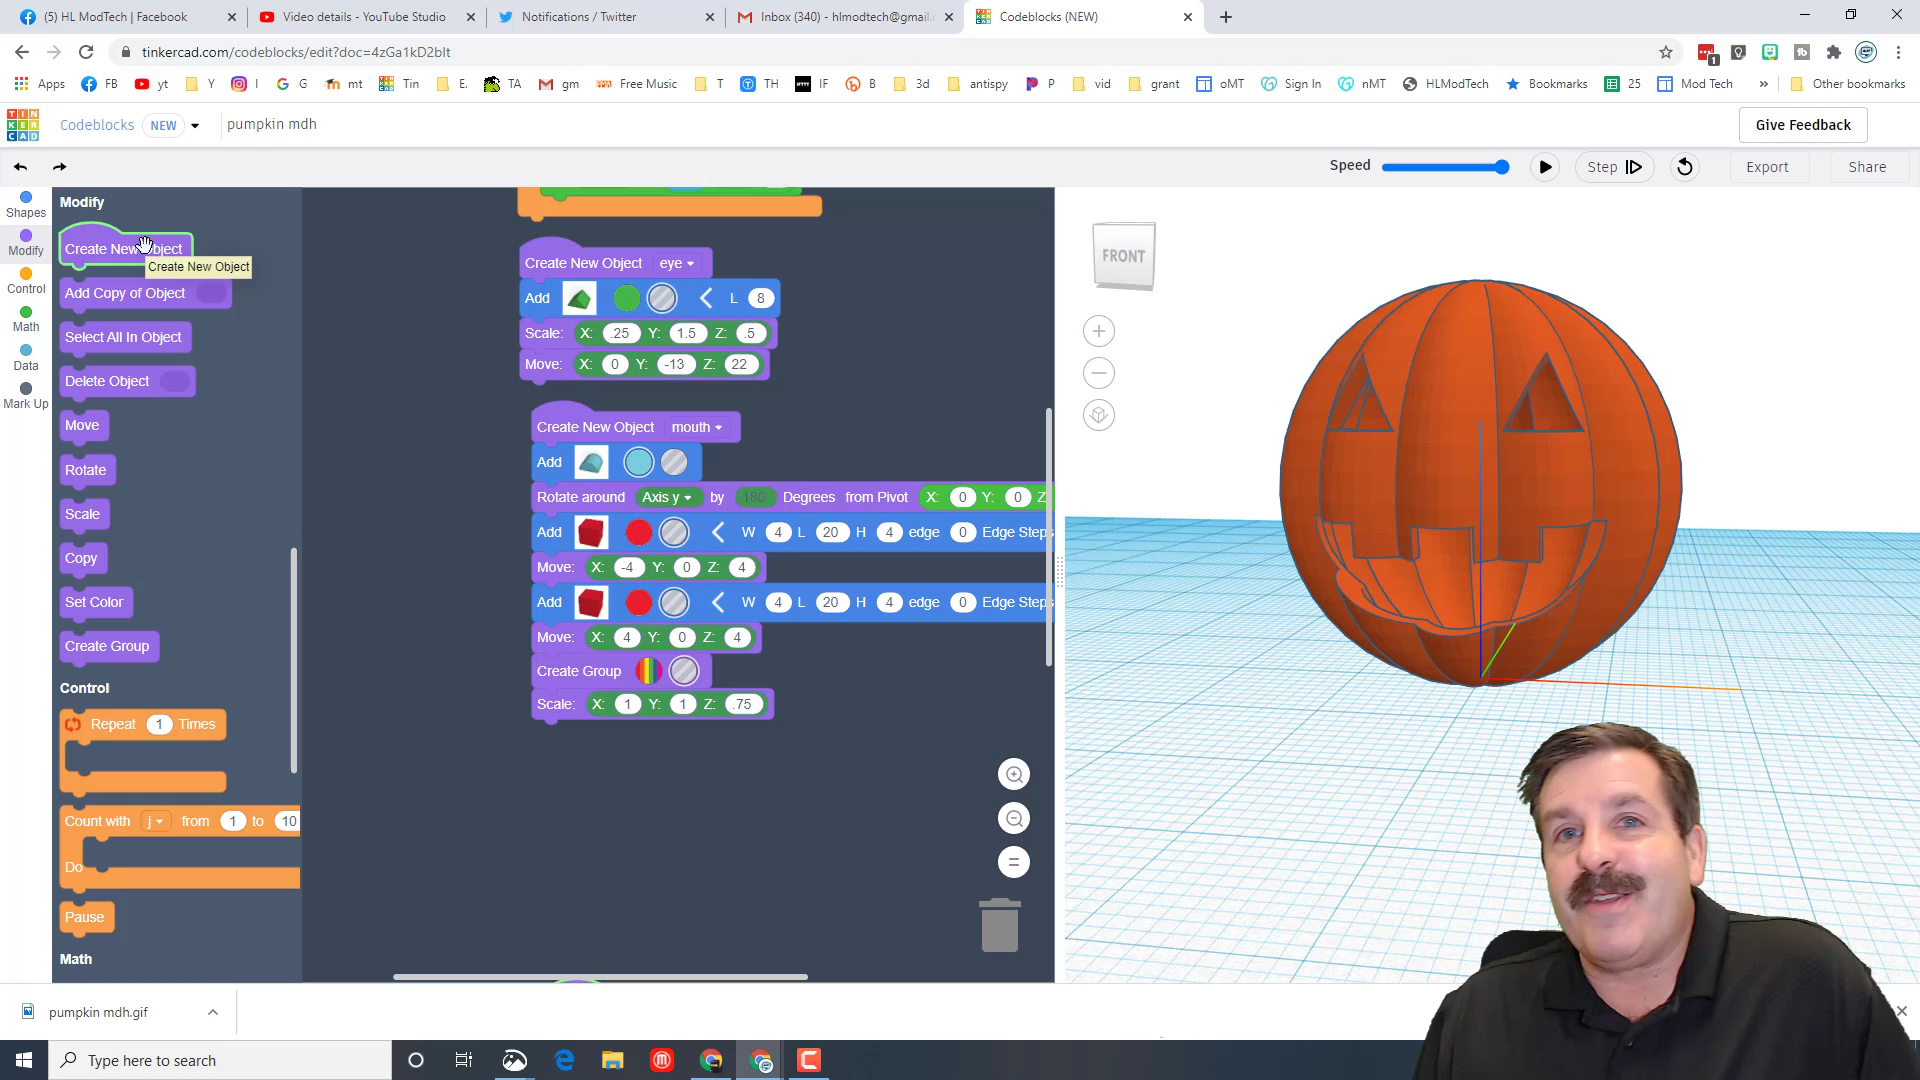 (5) HL ModTech | Facebook
Video details - YouTube Studio
Notifications / Twitter
Inbox (340) - hlmodtech@gmail.c
Codeblocks (NEW)
tinkercad.com/codeblocks/edit?doc=4zGa1kD2bIt
Apps FB yt Y I G mt Tin E. TA gm Free Music T TH IF B 3d antispy P vid grant oMT Sign In nMT HLModTech Bookmarks 25 Mod Tech » Other bookmarks
TIN KER CAD
Codeblocks NEW pumpkin mdh
Give Feedback
Speed Step Export Share
Shapes
Modify
Control
Math
Data
Mark Up
Modify
Create New Object
Create New Object
Add Copy of Object
Select All In Object
Delete Object
Move
Rotate
Scale
Copy
Set Color
Create Group
Control
Repeat 1 Times
Count with j from 1 to 10
Do
Pause
Math
Create New Object eye
Add L 8
Scale: X: .25 Y: 1.5 Z: .5
Move: X: 0 Y: -13 Z: 22
Create New Object mouth
Add
Rotate around Axis y by 180 Degrees from Pivot X: 0 Y: 0 Z
Add W 4 L 20 H 4 edge 0 Edge Steps
Move: X: -4 Y: 0 Z: 4
Add W 4 L 20 H 4 edge 0 Edge Steps
Move: X: 4 Y: 0 Z: 4
Create Group
Scale: X: 1 Y: 1 Z: .75
FRONT
pumpkin mdh.gif
Type here to search